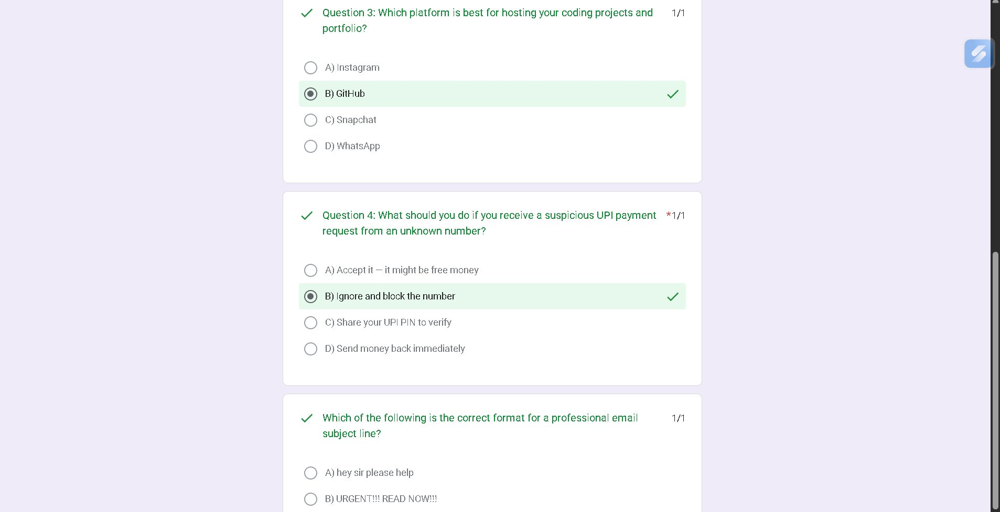 Question 3: Which platform is best for hosting your coding projects and
portfolio?
1/1
A) Instagram
B) GitHub
C) Snapchat
D) WhatsApp
Question 4: What should you do if you receive a suspicious UPI payment
request from an unknown number?
*1/1
A) Accept it — it might be free money
B) Ignore and block the number
C) Share your UPI PIN to verify
D) Send money back immediately
Which of the following is the correct format for a professional email
subject line?
1/1
A) hey sir please help
B) URGENT!!! READ NOW!!!